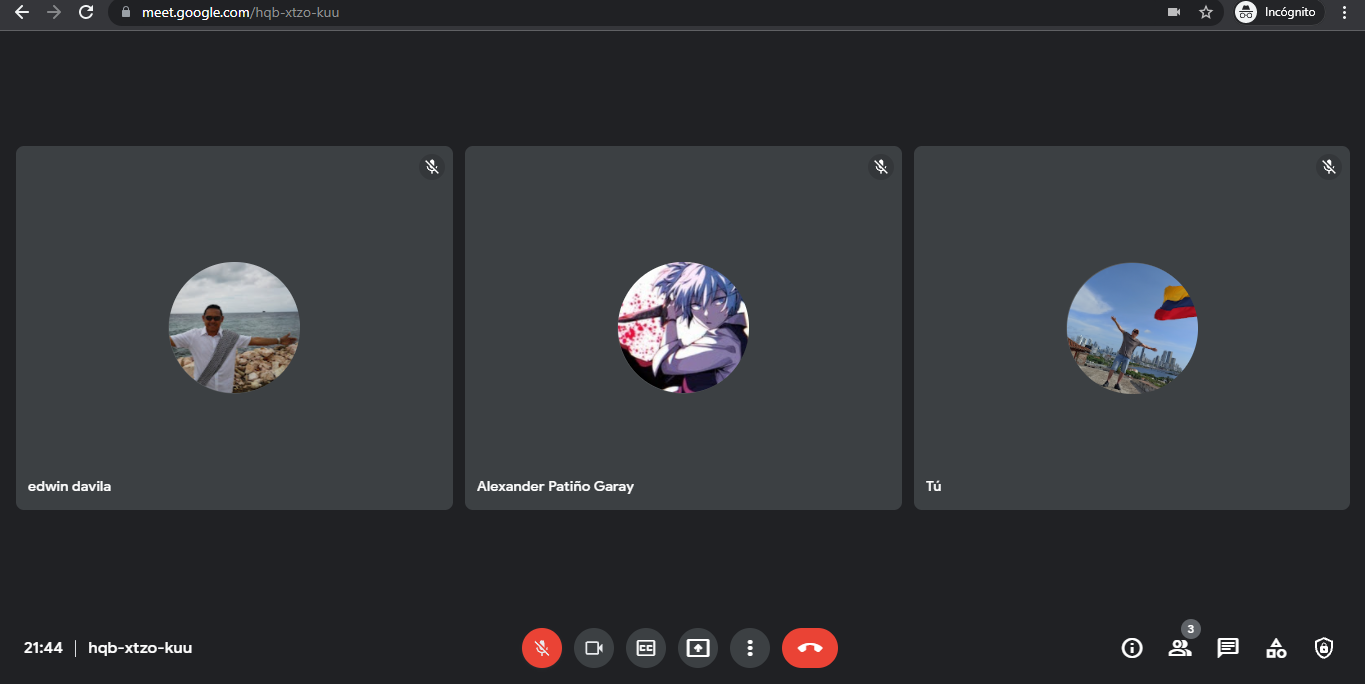 meet.google.com/hqb-xtzo-kuu
Incógnito
edwin davila
Alexander Patiño Garay
Tú
21:44 | hqb-xtzo-kuu
CC
3